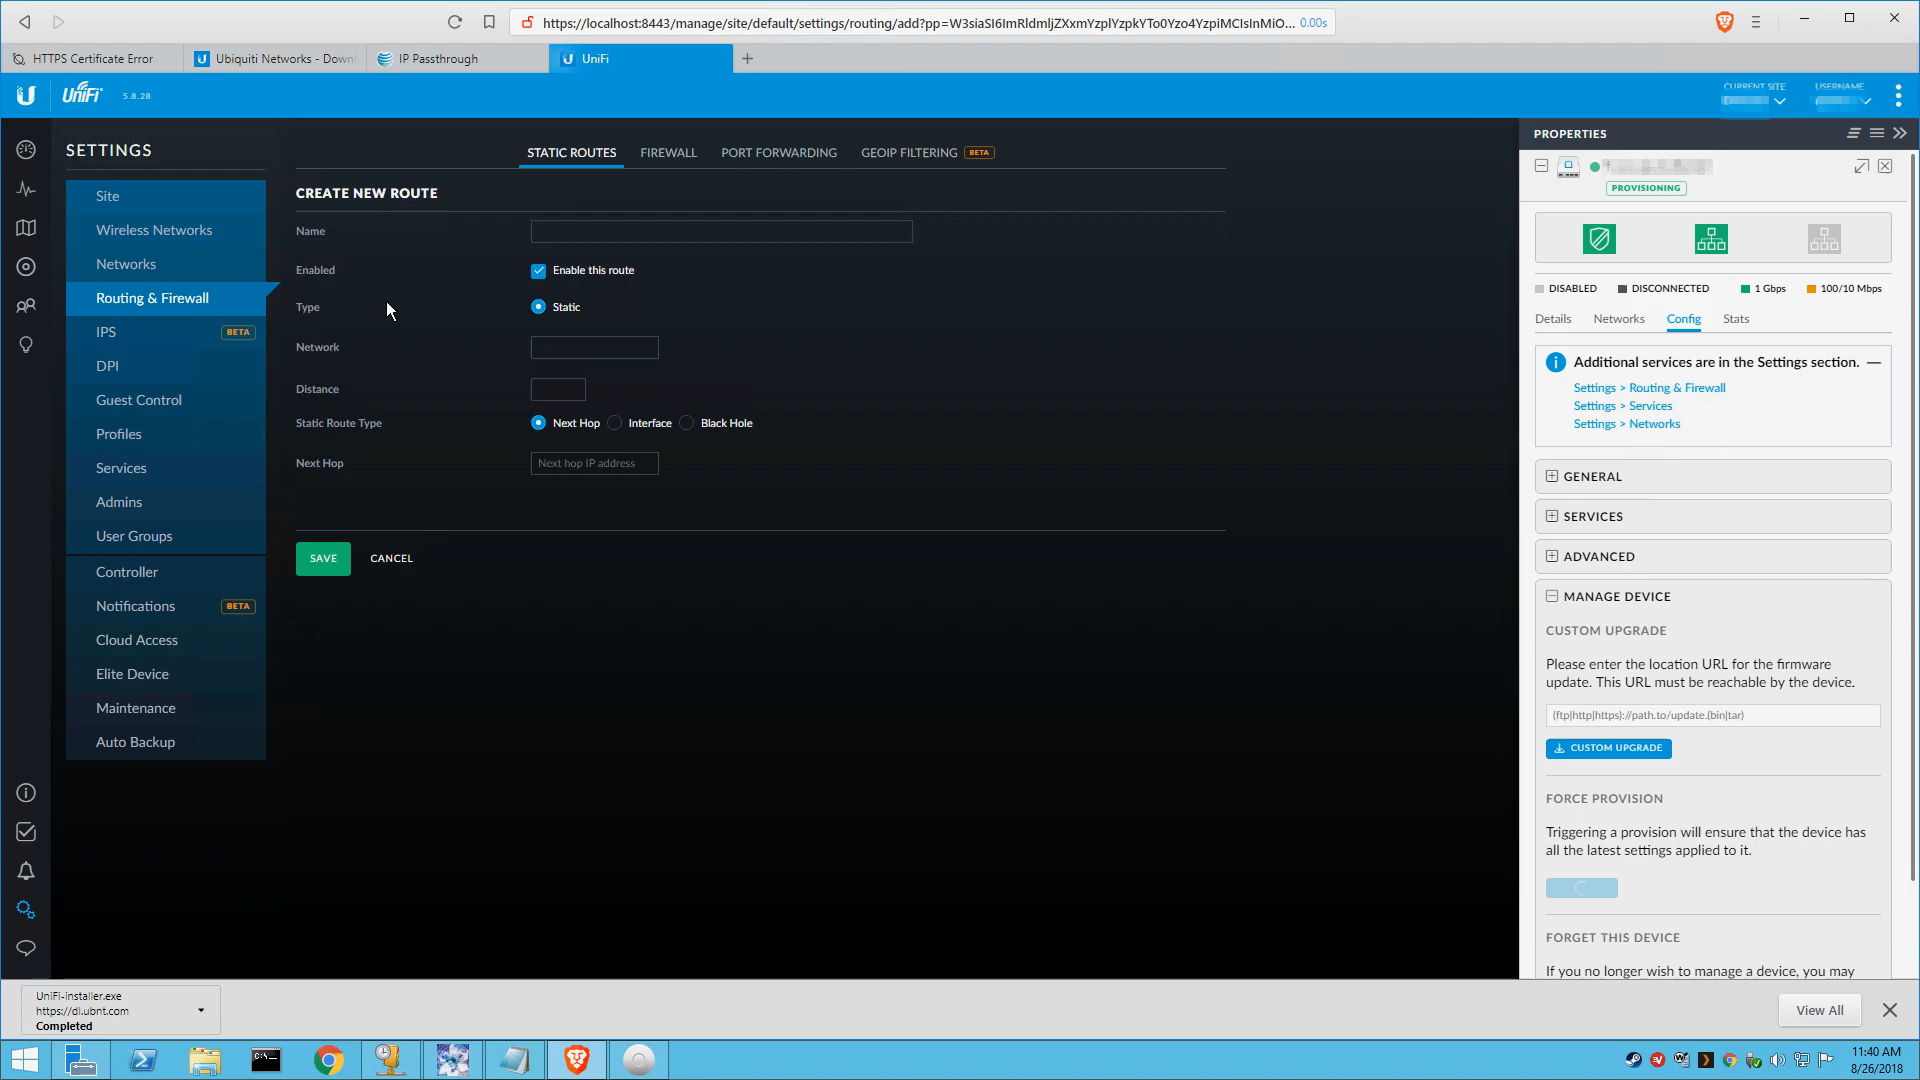 https://localhost:8443/manage/site/default/settings/routing/add?pp=W3siaSI6ImRldmljZXxmYzplYzpkYTo0Yzo4YzpiMCIsInMiO... 0.00s
HTTPS Certificate Error
Ubiquiti Networks - Down
IP Passthrough
UniFi
UniFi 5.8.28
CURRENT SITE
USERNAME
SETTINGS
Site
Wireless Networks
Networks
Routing & Firewall
IPS BETA
DPI
Guest Control
Profiles
Services
Admins
User Groups
Controller
Notifications BETA
Cloud Access
Elite Device
Maintenance
Auto Backup
STATIC ROUTES FIREWALL PORT FORWARDING GEOIP FILTERING BETA
CREATE NEW ROUTE
Name
Enabled Enable this route
Type Static
Network
Distance
Static Route Type Next Hop Interface Black Hole
Next Hop Next hop IP address
SAVE CANCEL
PROPERTIES
PROVISIONING
DISABLED DISCONNECTED 1 Gbps 100/10 Mbps
Details Networks Config Stats
Additional services are in the Settings section.
Settings > Routing & Firewall
Settings > Services
Settings > Networks
GENERAL
SERVICES
ADVANCED
MANAGE DEVICE
CUSTOM UPGRADE
Please enter the location URL for the firmware
update. This URL must be reachable by the device.
(ftp|http|https)://path.to/update.(bin|tar)
CUSTOM UPGRADE
FORCE PROVISION
Triggering a provision will ensure that the device has
all the latest settings applied to it.
FORGET THIS DEVICE
If you no longer wish to manage a device, you may
UniFi-installer.exe
https://dl.ubnt.com
Completed
View All
11:40 AM
8/26/2018